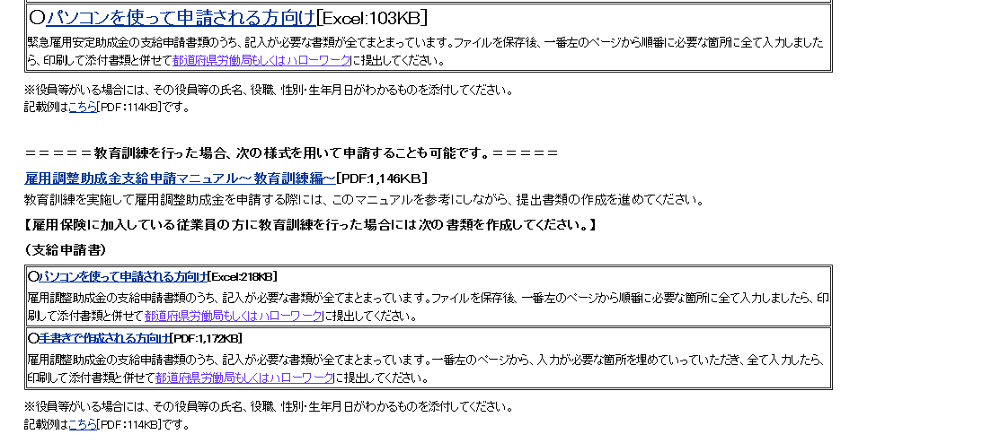 ○パソコンを使って申請される方向け[Excel:103KB]
緊急雇用安定助成金の支給申請書類のうち、記入が必要な書類が全てまとまっています。ファイルを保存後、一番左のページから順番に必要な箇所に全て入力しました
ら、印刷して添付書類と併せて都道府県労働局もしくはハローワークに提出してください。
※役員等がいる場合には、その役員等の氏名、役職、性別・生年月日がわかるものを添付してください。
記載例はこちら[PDF:114KB]です。
＝＝＝＝＝教育訓練を行った場合、次の様式を用いて申請することも可能です。＝＝＝＝＝
雇用調整助成金支給申請マニュアル～教育訓練編～[PDF:1,146KB]
教育訓練を実施して雇用調整助成金を申請する際には、このマニュアルを参考にしながら、提出書類の作成を進めてください。
【雇用保険に加入している従業員の方に教育訓練を行った場合には次の書類を作成してください。】
（支給申請書）
○パソコンを使って申請される方向け[Excel:218KB]
雇用調整助成金の支給申請書類のうち、記入が必要な書類が全てまとまっています。ファイルを保存後、一番左のページから順番に必要な箇所に全て入力しましたら、印
刷して添付書類と併せて都道府県労働局もしくはハローワークに提出してください。
○手書きで作成される方向け[PDF:1,172KB]
雇用調整助成金の支給申請書類のうち、記入が必要な書類が全てまとまっています。一番左のページから、入力が必要な箇所を埋めていっていただき、全て入力したら、
印刷して添付書類と併せて都道府県労働局もしくはハローワークに提出してください。
※役員等がいる場合には、その役員等の氏名、役職、性別・生年月日がわかるものを添付してください。
記載例はこちら[PDF:114KB]です。